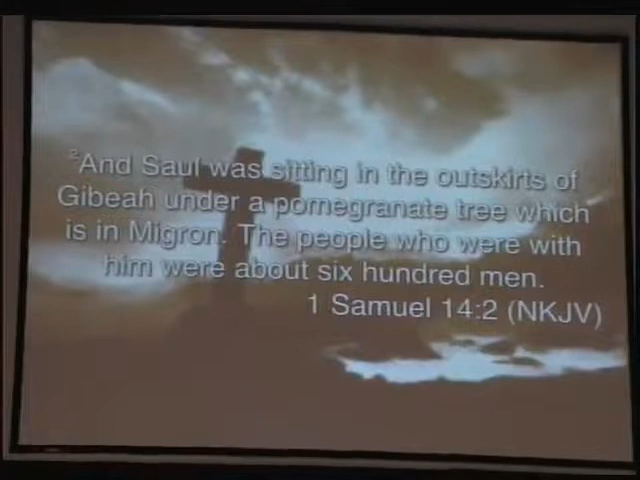 ²And Saul was sitting in the outskirts of
Gibeah under a pomegranate tree which
is in Migron. The people who were with
him were about six hundred men.
1 Samuel 14:2 (NKJV)